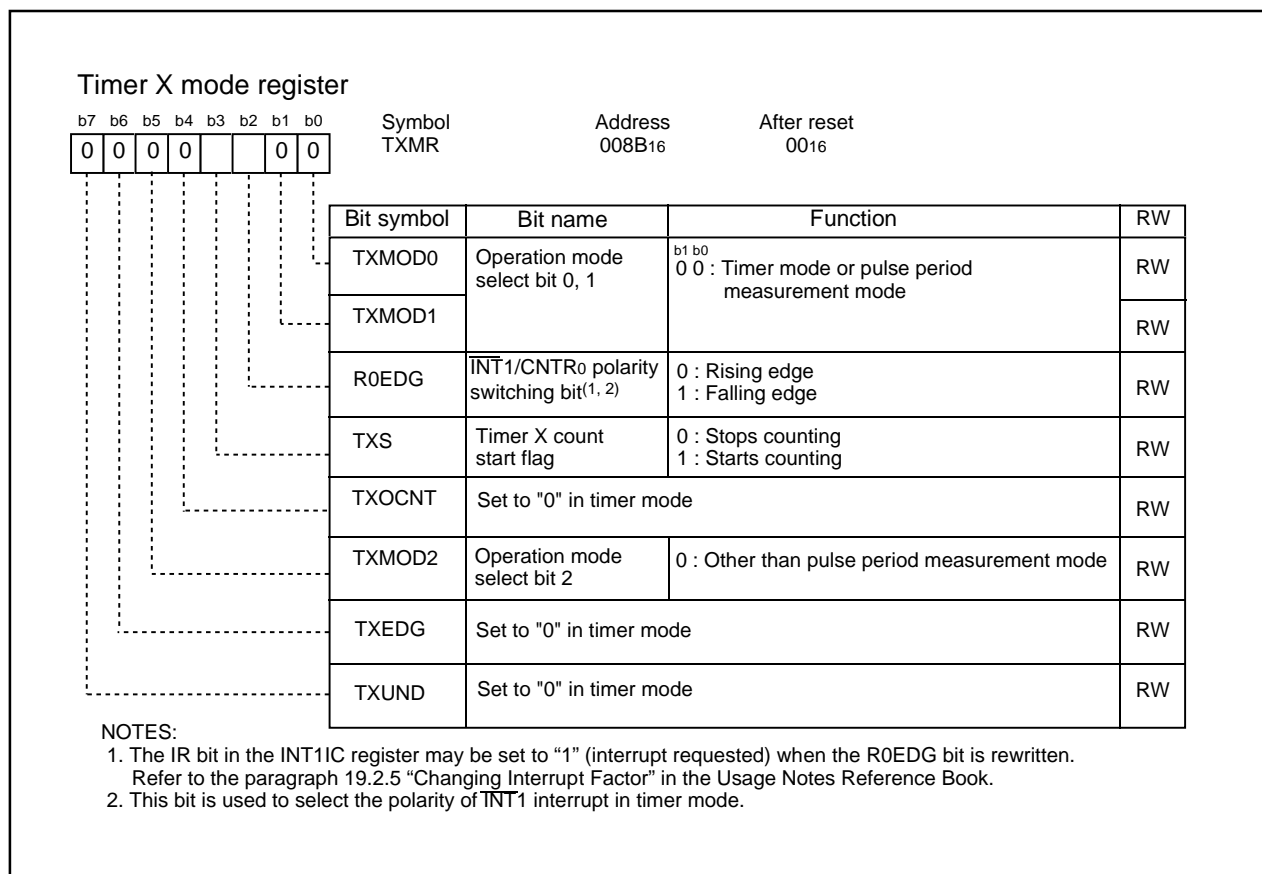 Timer X mode register
b7 b6 b5 b4 b3 b2 b1 b0
Symbol Address After reset
TXMR 008B16 0016
0 0 0 0 0 0
Bit symbol Bit name Function RW
TXMOD0 Operation mode select bit 0, 1 b1 b0
0 0 : Timer mode or pulse period measurement mode RW
TXMOD1 RW
R0EDG INT1/CNTR0 polarity switching bit(1, 2) 0 : Rising edge
1 : Falling edge RW
TXS Timer X count start flag 0 : Stops counting
1 : Starts counting RW
TXOCNT Set to "0" in timer mode RW
TXMOD2 Operation mode select bit 2 0 : Other than pulse period measurement mode RW
TXEDG Set to "0" in timer mode RW
TXUND Set to "0" in timer mode RW
NOTES:
1. The IR bit in the INT1IC register may be set to “1” (interrupt requested) when the R0EDG bit is rewritten.
Refer to the paragraph 19.2.5 “Changing Interrupt Factor” in the Usage Notes Reference Book.
2. This bit is used to select the polarity of INT1 interrupt in timer mode.